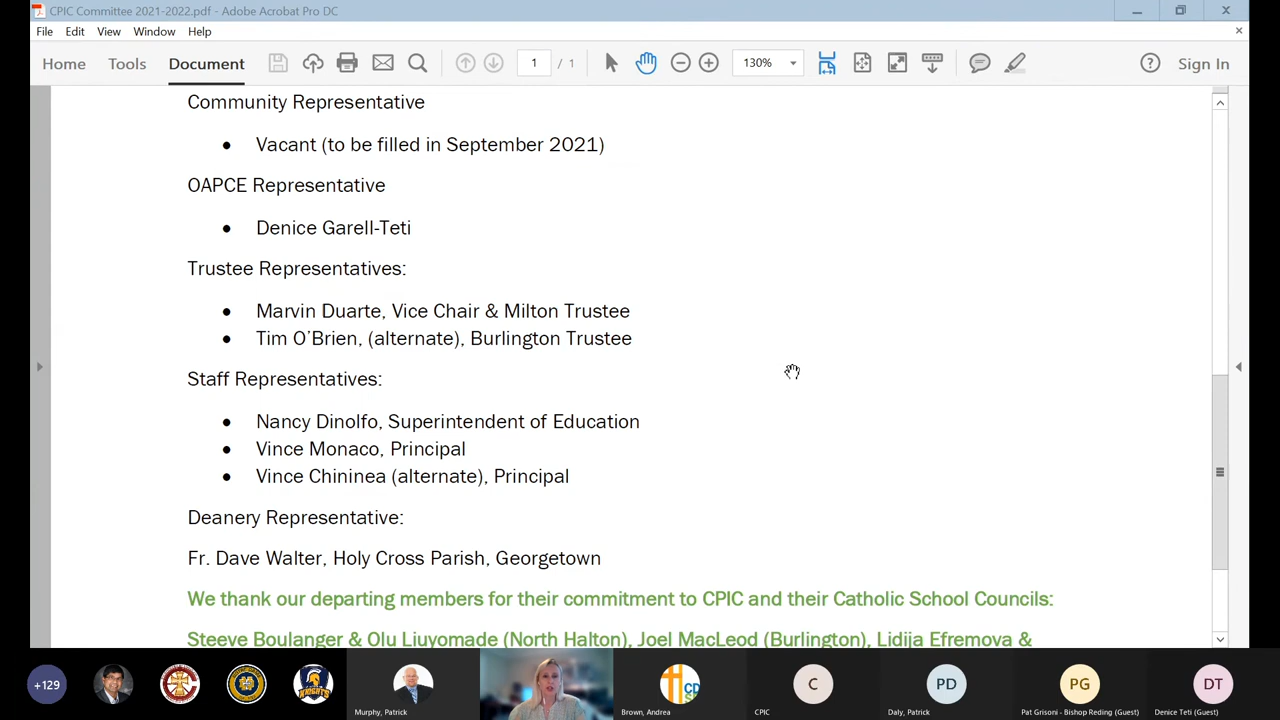 CPIC Committee 2021-2022.pdf - Adobe Acrobat Pro DC
File Edit View Window Help
Home Tools Document 1 / 1 130% Sign In
Community Representative
• Vacant (to be filled in September 2021)
OAPCE Representative
• Denice Garell-Teti
Trustee Representatives:
• Marvin Duarte, Vice Chair & Milton Trustee
• Tim O'Brien, (alternate), Burlington Trustee
Staff Representatives:
• Nancy Dinolfo, Superintendent of Education
• Vince Monaco, Principal
• Vince Chininea (alternate), Principal
Deanery Representative:
Fr. Dave Walter, Holy Cross Parish, Georgetown
We thank our departing members for their commitment to CPIC and their Catholic School Councils:
Steeve Boulanger & Olu Liuyomade (North Halton), Joel MacLeod (Burlington), Lidija Efremova &
+129 KNIGHTS CD C PD PG DT
Murphy, Patrick Brown, Andrea CPIC Daly, Patrick Pat Grisoni - Bishop Reding (Guest) Denice Teti (Guest)